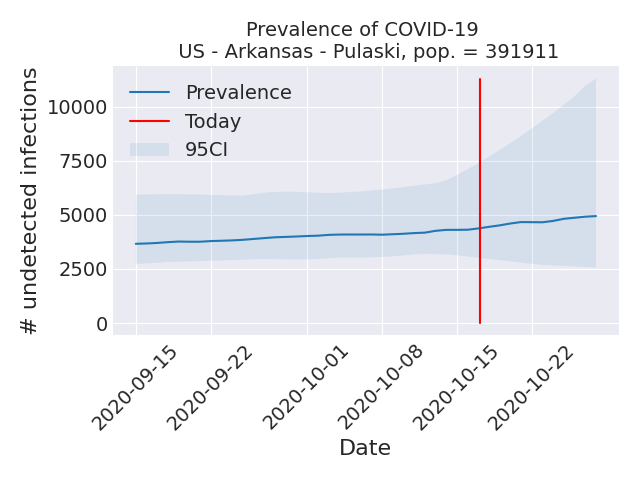 Prevalence of COVID-19
US - Arkansas - Pulaski, pop. = 391911
# undetected infections
10000
7500
5000
2500
0
Prevalence
Today
95CI
2020-09-15
2020-09-22
2020-10-01
2020-10-08
2020-10-15
2020-10-22
Date